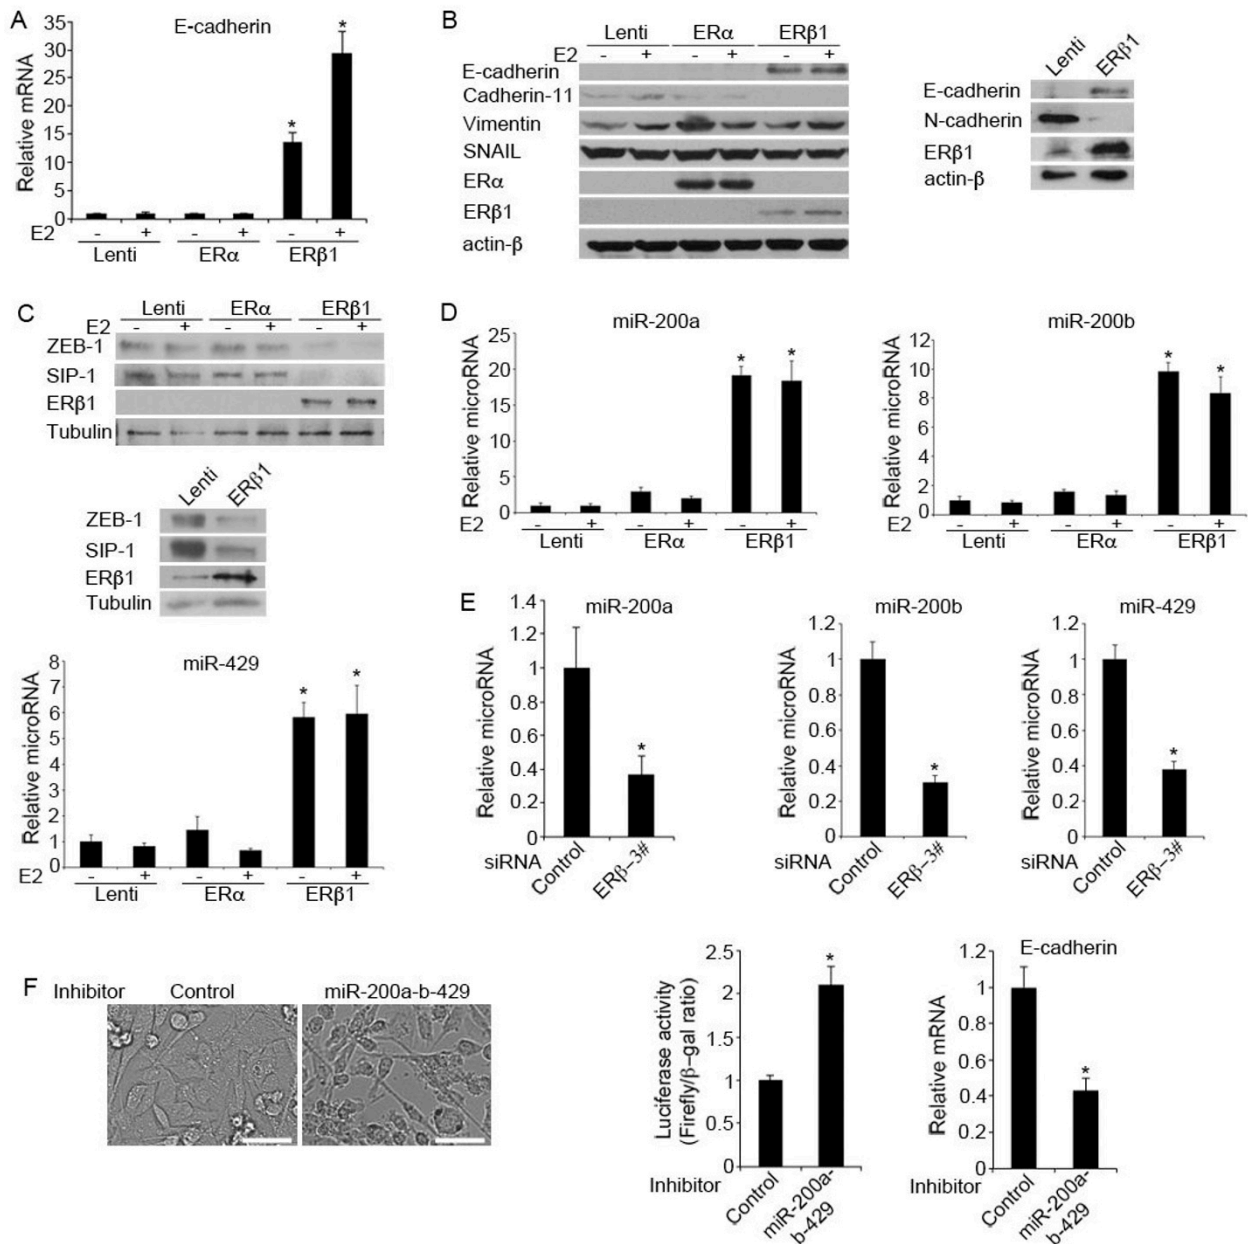 A
E-cadherin
Relative mRNA
35
30
25
20
15
10
5
0
*
*
E2 - + - + - +
Lenti ERα ERβ1
B
Lenti ERα ERβ1
E2 - + - + - +
E-cadherin
Cadherin-11
Vimentin
SNAIL
ERα
ERβ1
actin-β
Lenti ERβ1
E-cadherin
N-cadherin
ERβ1
actin-β
C
Lenti ERα ERβ1
E2 - + - + - +
ZEB-1
SIP-1
ERβ1
Tubulin
Lenti ERβ1
ZEB-1
SIP-1
ERβ1
Tubulin
D
miR-200a
Relative microRNA
25
20
15
10
5
0
* *
E2 - + - + - +
Lenti ERα ERβ1
miR-200b
Relative microRNA
12
10
8
6
4
2
0
*
*
- + - + - +
Lenti ERα ERβ1
miR-429
Relative microRNA
8
7
6
5
4
3
2
1
0
* *
E2 - + - + - +
Lenti ERα ERβ1
E
miR-200a
Relative microRNA
1.4
1.2
1
0.8
0.6
0.4
0.2
0
*
siRNA Control ERβ–3#
miR-200b
Relative microRNA
1.2
1
0.8
0.6
0.4
0.2
0
*
siRNA Control ERβ–3#
miR-429
Relative microRNA
1.2
1
0.8
0.6
0.4
0.2
0
*
siRNA Control ERβ–3#
F
Inhibitor Control miR-200a-b-429
Luciferase activity
(Firefly/β–gal ratio)
2.5
2
1.5
1
0.5
0
*
Inhibitor Control miR-200a-
b-429
E-cadherin
Relative mRNA
1.2
1
0.8
0.6
0.4
0.2
0
*
Inhibitor Control miR-200a-
b-429